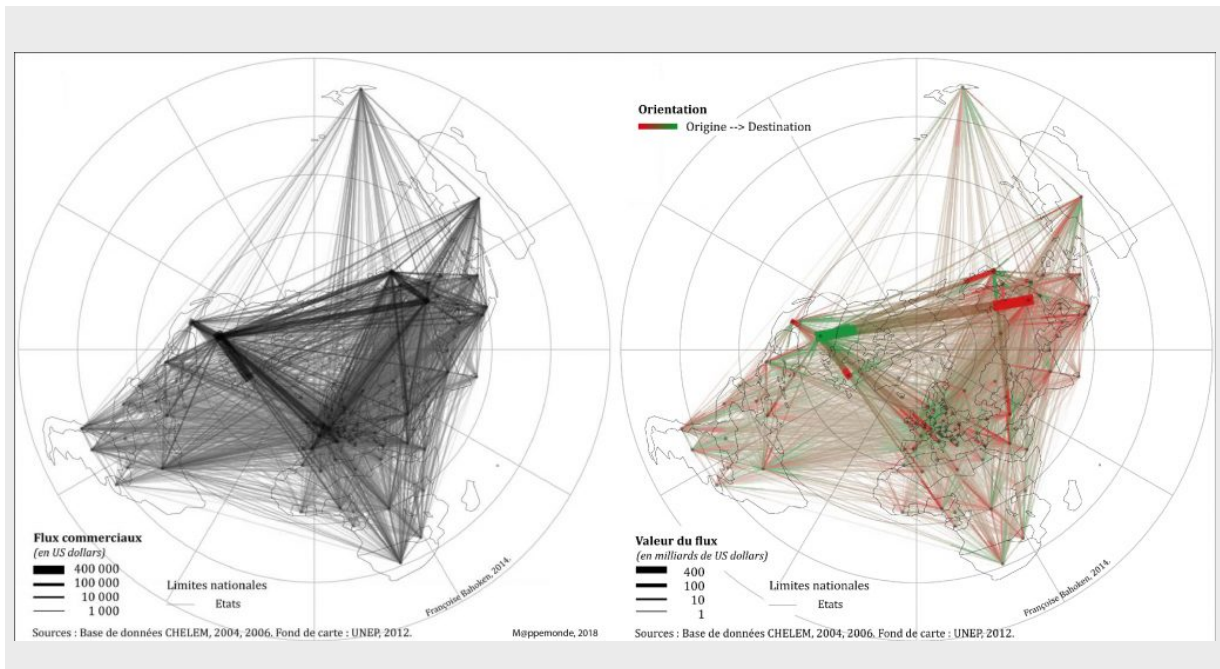 Flux commerciaux
(en US dollars)
400 000
100 000
10 000
1 000
Limites nationales
Etats
Françoise Bahoken, 2014.
Sources : Base de données CHELEM, 2004, 2006. Fond de carte : UNEP, 2012.
M@ppemonde, 2018
Orientation
Origine --> Destination
Valeur du flux
(en milliards de US dollars)
400
100
10
1
Limites nationales
Etats
Françoise Bahoken, 2014.
Sources : Base de données CHELEM, 2004, 2006. Fond de carte : UNEP, 2012.